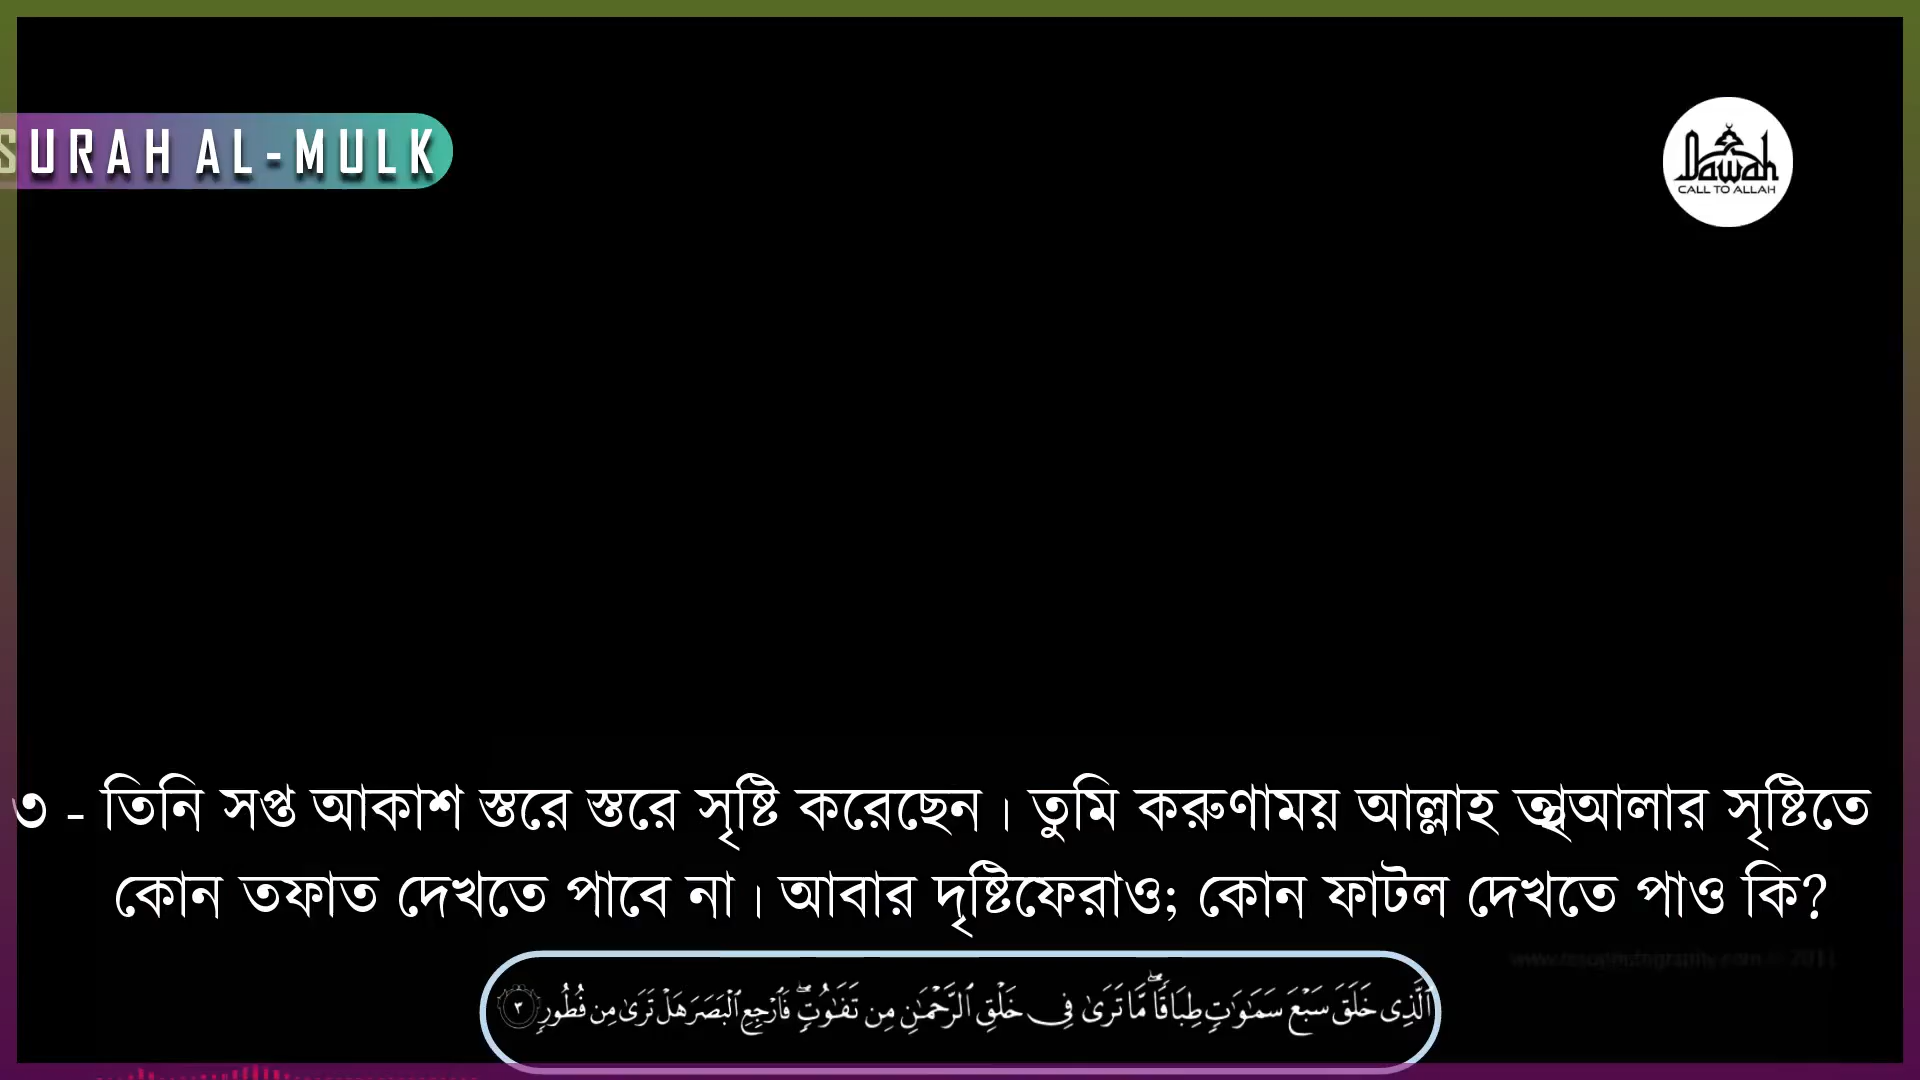 SURAH AL-MULK
Dawah
CALL TO ALLAH
৩ - তিনি সপ্ত আকাশ স্তরে স্তরে সৃষ্টি করেছেন। তুমি করুণাময় আল্লাহ আলার সৃষ্টিতে
কোন তফাত দেখতে পাবে না। আবার দৃষ্টিফেরাও; কোন ফাটল দেখতে পাও কি?
ٱلَّذِى خَلَقَ سَبْعَ سَمَـٰوَٰتٍ طِبَاقًا ۖ مَّا تَرَىٰ فِى خَلْقِ ٱلرَّحْمَـٰنِ مِن تَفَـٰوُتٍ ۖ فَٱرْجِعِ ٱلْبَصَرَ هَلْ تَرَىٰ مِن فُطُورٍ ٣